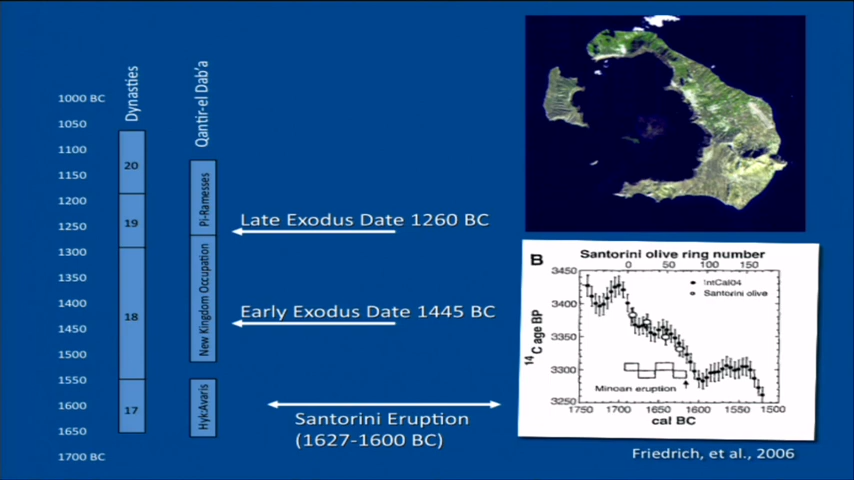 Dynasties
Qantir-el Dab'a
1000 BC
1050
1100
1150
1200
1250
1300
1350
1400
1450
1500
1550
1600
1650
1700 BC
20
19
18
17
Pi-Ramesses
New Kingdom Occupation
Hyk:Avaris
Late Exodus Date 1260 BC
Early Exodus Date 1445 BC
Santorini Eruption
(1627-1600 BC)
B
Santorini olive ring number
0 50 100 150
3450
3400
3350
3300
3250
14C age BP
IntCal04
Santorini olive
Minoan eruption
1750 1700 1650 1600 1550 1500
cal BC
Friedrich, et al., 2006